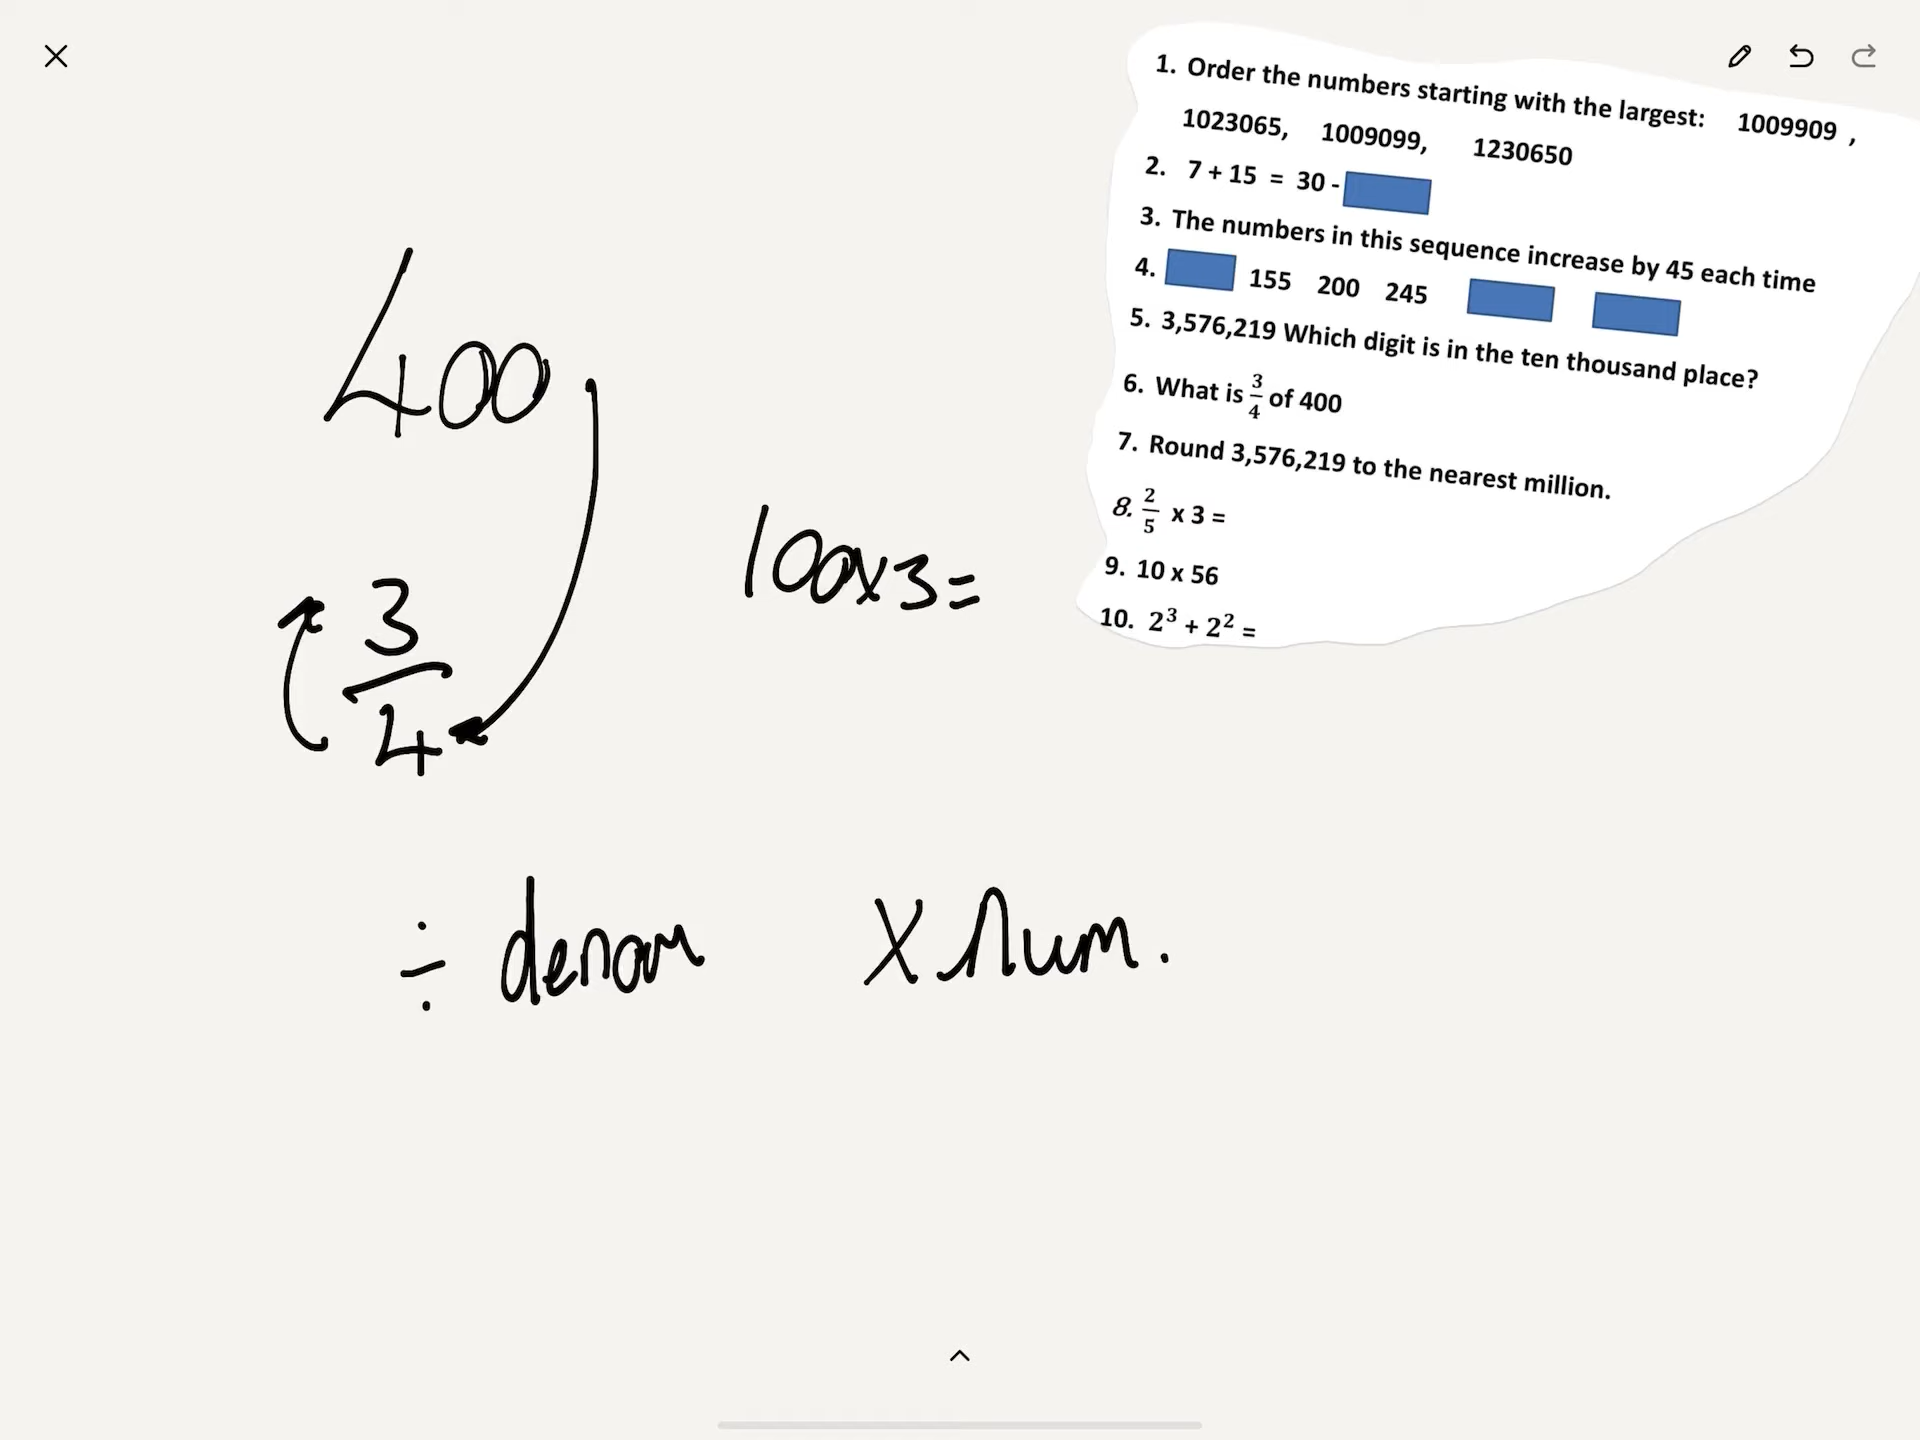 1. Order the numbers starting with the largest: 1009909 ,
1023065, 1009099, 1230650
2. 7 + 15 = 30 -
3. The numbers in this sequence increase by 45 each time
4. 155 200 245
5. 3,576,219 Which digit is in the ten thousand place?
6. What is 3/4 of 400
7. Round 3,576,219 to the nearest million.
8. 2/5 x 3 =
9. 10 x 56
10. 2³ + 2² =
400
100x3=
3
4
÷ denom x num.